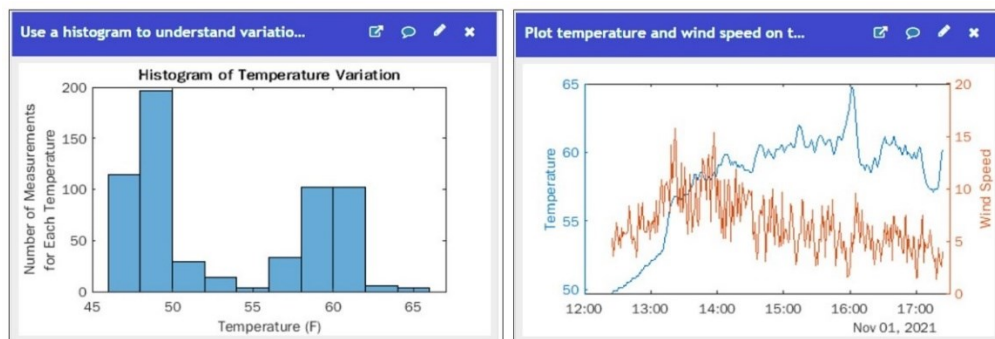 Use a histogram to understand variatio...
Histogram of Temperature Variation
Number of Measurements
for Each Temperature
200
150
100
50
0
45
50
55
60
65
Temperature (F)
Plot temperature and wind speed on t...
Temperature
65
60
55
50
20
15
10
5
0
Wind Speed
12:00
13:00
14:00
15:00
16:00
17:00
Nov 01, 2021